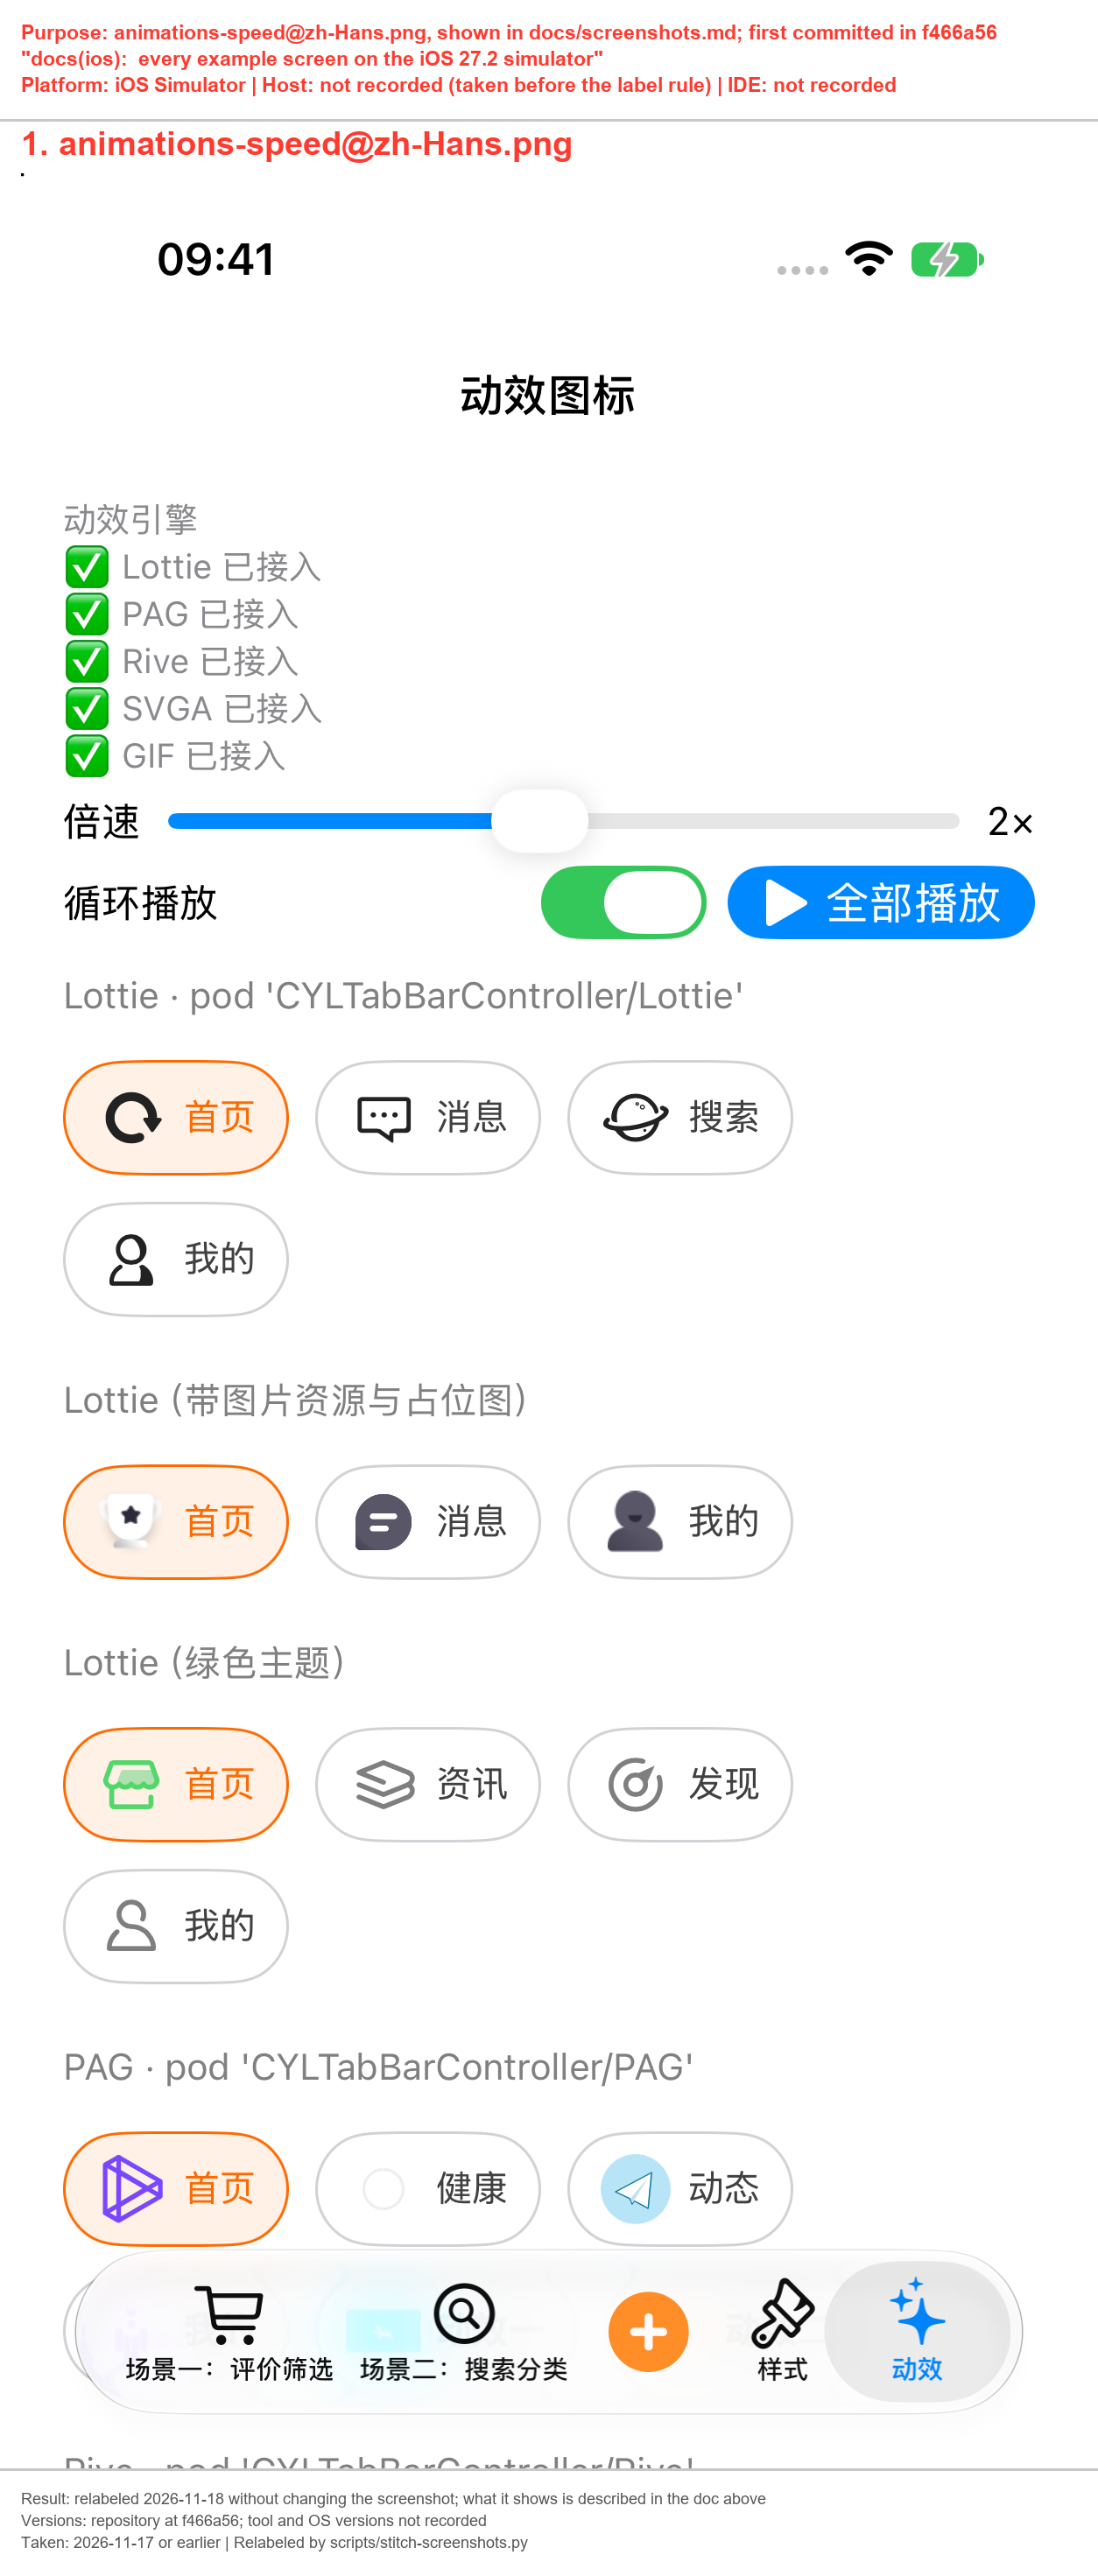 Purpose: animations-speed@zh-Hans.png, shown in docs/screenshots.md; first committed in f466a56
"docs(ios):  every example screen on the iOS 27.2 simulator"
Platform: iOS Simulator | Host: not recorded (taken before the label rule) | IDE: not recorded
1. animations-speed@zh-Hans.png
09:41
动效图标
动效引擎
✅ Lottie 已接入
✅ PAG 已接入
✅ Rive 已接入
✅ SVGA 已接入
✅ GIF 已接入
倍速 2×
循环播放 全部播放
Lottie · pod 'CYLTabBarController/Lottie'
首页 消息 搜索
我的
Lottie (带图片资源与占位图)
首页 消息 我的
Lottie (绿色主题)
首页 资讯 发现
我的
PAG · pod 'CYLTabBarController/PAG'
首页 健康 动态
场景一：评价筛选 场景二：搜索分类 样式 动效
Rive · pod 'CYLTabBarController/Rive'
Result: relabeled 2026-11-18 without changing the screenshot; what it shows is described in the doc above
Versions: repository at f466a56; tool and OS versions not recorded
Taken: 2026-11-17 or earlier | Relabeled by scripts/stitch-screenshots.py